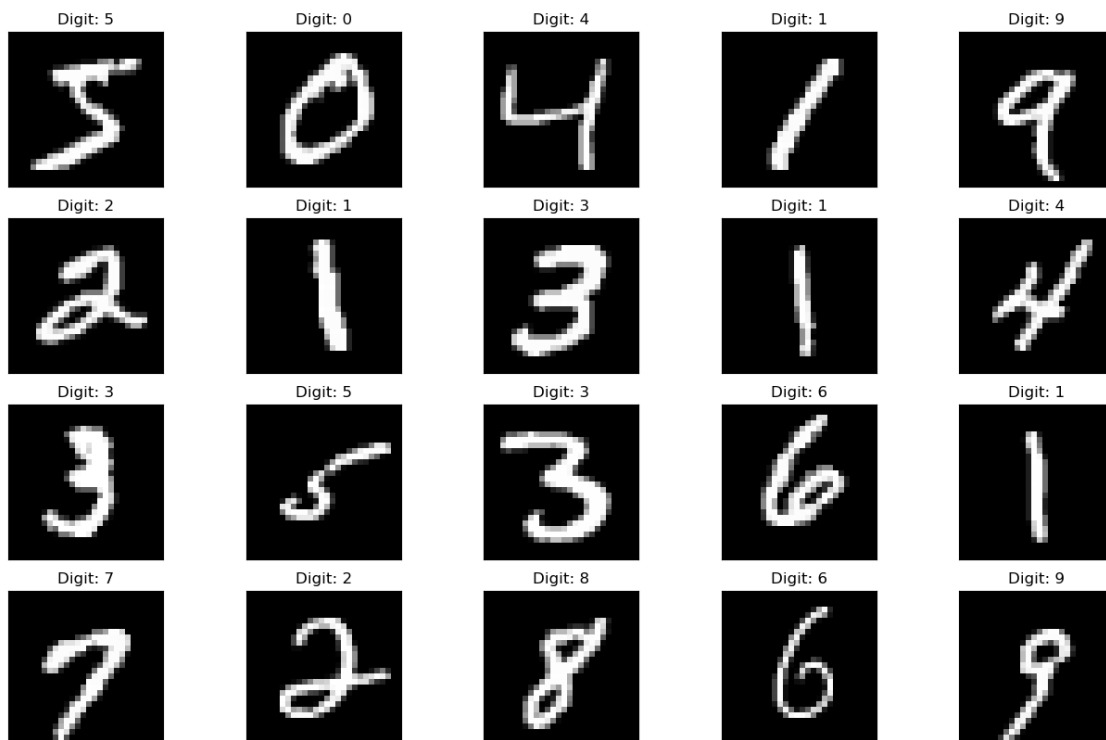 Digit: 5 Digit: 0 Digit: 4 Digit: 1 Digit: 9
5 0 4 1 9
Digit: 2 Digit: 1 Digit: 3 Digit: 1 Digit: 4
2 1 3 1 4
Digit: 3 Digit: 5 Digit: 3 Digit: 6 Digit: 1
3 5 3 6 1
Digit: 7 Digit: 2 Digit: 8 Digit: 6 Digit: 9
7 2 8 6 9